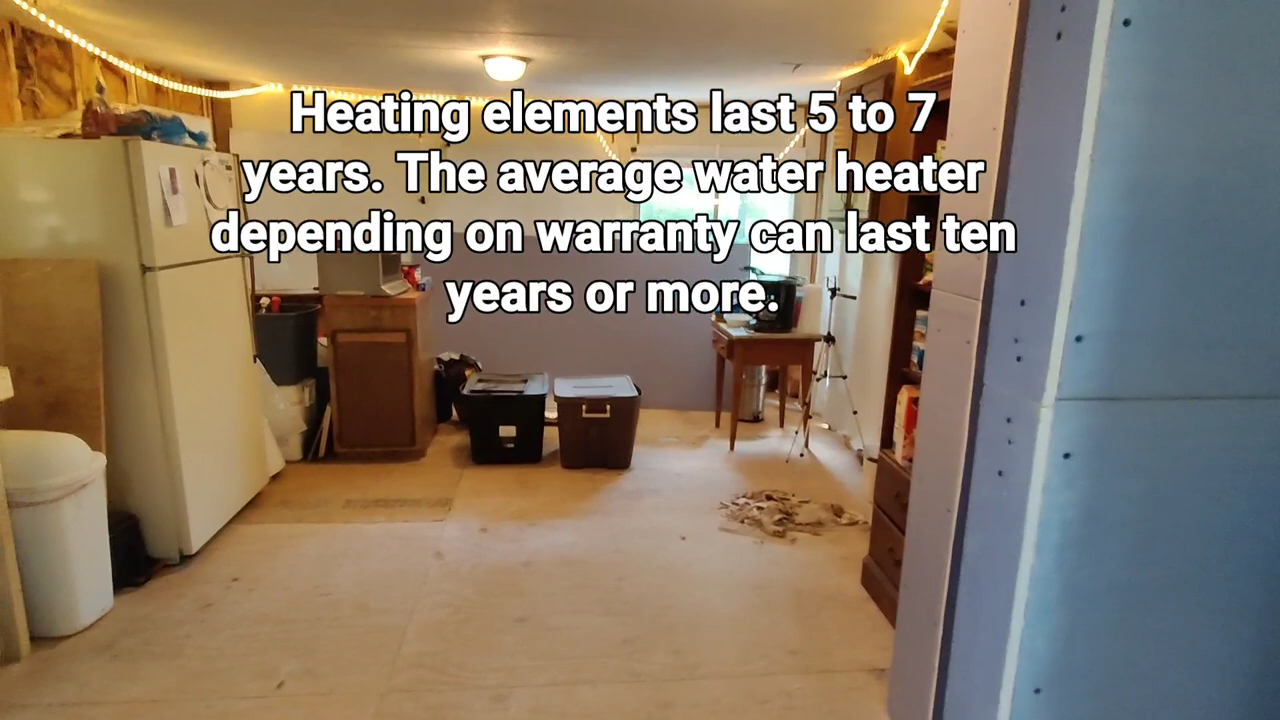 Heating elements last 5 to 7
years. The average water heater
depending on warranty can last ten
years or more.